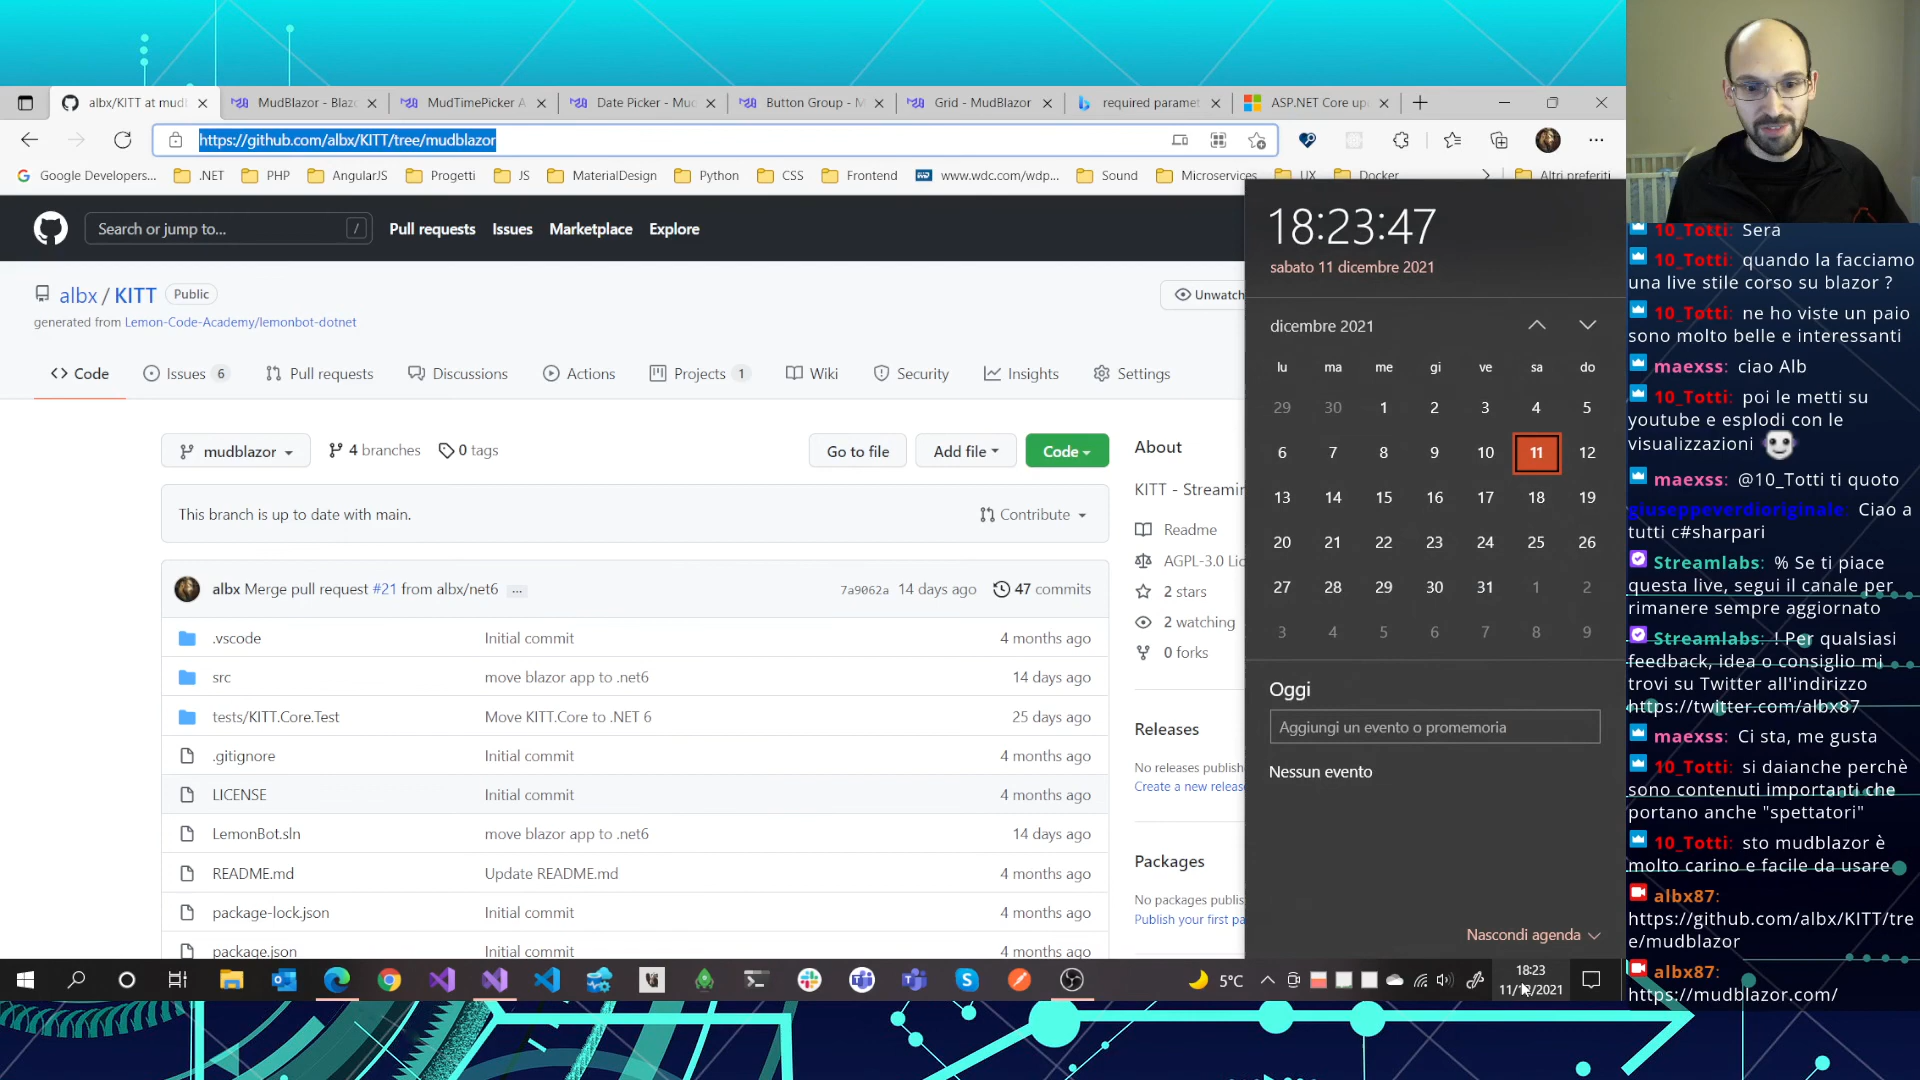 albx/KITT at mud
MudBlazor - Blaz
MudTimePicker A
Date Picker - Mud
Button Group - M
Grid - MudBlazor
required paramet
ASP.NET Core up
https://github.com/albx/KITT/tree/mudblazor
Google Developers...
.NET
PHP
AngularJS
Progetti
JS
MaterialDesign
Python
CSS
Frontend
www.wdc.com/wdp...
Sound
Microservices
UX
Docker
Altri preferiti
Search or jump to...
/
Pull requests
Issues
Marketplace
Explore
albx / KITT
Public
Unwatch
generated from Lemon-Code-Academy/lemonbot-dotnet
Code
Issues 6
Pull requests
Discussions
Actions
Projects 1
Wiki
Security
Insights
Settings
mudblazor
4 branches
0 tags
Go to file
Add file
Code
This branch is up to date with main.
Contribute
albx Merge pull request #21 from albx/net6 ...
7a9062a 14 days ago
47 commits
.vscode Initial commit 4 months ago
src move blazor app to .net6 14 days ago
tests/KITT.Core.Test Move KITT.Core to .NET 6 25 days ago
.gitignore Initial commit 4 months ago
LICENSE Initial commit 4 months ago
LemonBot.sln move blazor app to .net6 14 days ago
README.md Update README.md 4 months ago
package-lock.json Initial commit 4 months ago
package.json Initial commit 4 months ago
About
KITT - Streamin
Readme
AGPL-3.0 Lic
2 stars
2 watching
0 forks
Releases
No releases publish
Create a new releas
Packages
No packages publis
Publish your first pa
18:23:47
sabato 11 dicembre 2021
dicembre 2021
lu ma me gi ve sa do
29 30 1 2 3 4 5
6 7 8 9 10 11 12
13 14 15 16 17 18 19
20 21 22 23 24 25 26
27 28 29 30 31 1 2
3 4 5 6 7 8 9
Oggi
Aggiungi un evento o promemoria
Nessun evento
Nascondi agenda
5°C
18:23
11/12/2021
10_Totti: Sera
10_Totti: quando la facciamo
una live stile corso su blazor ?
10_Totti: ne ho viste un paio
sono molto belle e interessanti
maexss: ciao Alb
10_Totti: poi le metti su
youtube e esplodi con le
visualizzazioni
maexss: @10_Totti ti quoto
giuseppeverdioriginale: Ciao a
tutti c#sharpari
Streamlabs: % Se ti piace
questa live, segui il canale per
rimanere sempre aggiornato
Streamlabs: ! Per qualsiasi
feedback, idea o consiglio mi
trovi su Twitter all'indirizzo
https://twitter.com/albx87
maexss: Ci sta, me gusta
10_Totti: si daianche perchè
sono contenuti importanti che
portano anche "spettatori"
10_Totti: sto mudblazor è
molto carino e facile da usare
albx87:
https://github.com/albx/KITT/tre
e/mudblazor
albx87:
https://mudblazor.com/